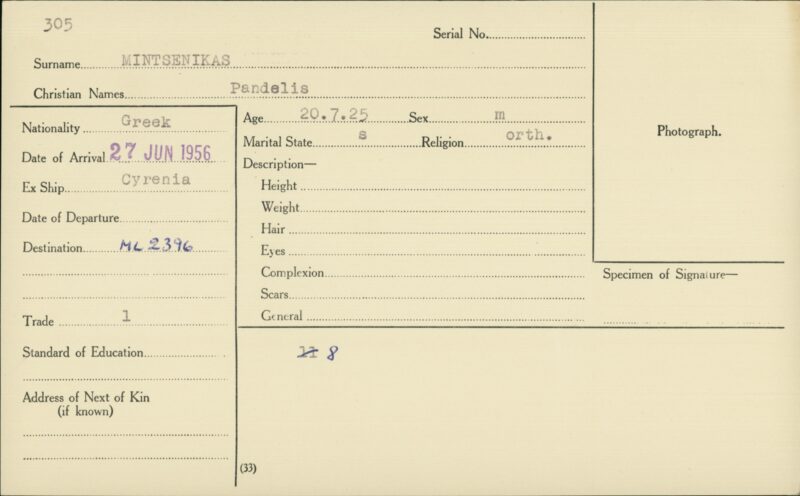 305
Serial No.
Surname MINTSENIKAS
Christian Names Pandelis
Nationality Greek
Date of Arrival 27 JUN 1956
Ex Ship Cyrenia
Date of Departure
Destination ML 2396
Trade 1
Standard of Education
Address of Next of Kin
(if known)
Age 20.7.25 Sex m
Marital State s Religion orth.
Description—
Height
Weight
Hair
Eyes
Complexion
Scars
General
8
(33)
Photograph.
Specimen of Signature—